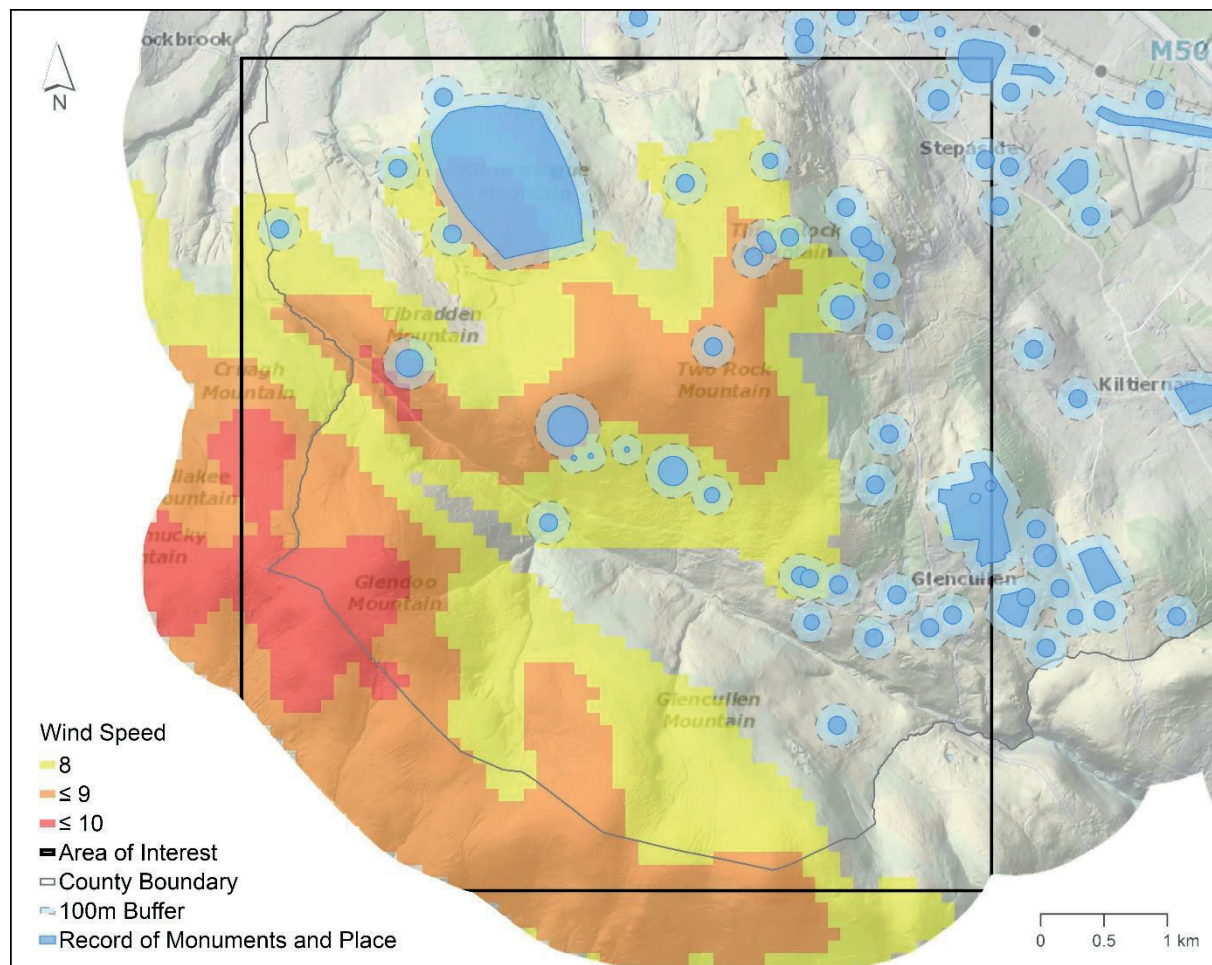 ockbrook
N
M50
Stepaside
Mountain
Tibradden
Mountain
Cruagh
Mountain
Two Rock
Mountain
Kiltiernan
Glencullen
Glendoo
Mountain
Glencullen
Mountain
Wind Speed
8
≤ 9
≤ 10
Area of Interest
County Boundary
100m Buffer
Record of Monuments and Place
0 0.5 1 km